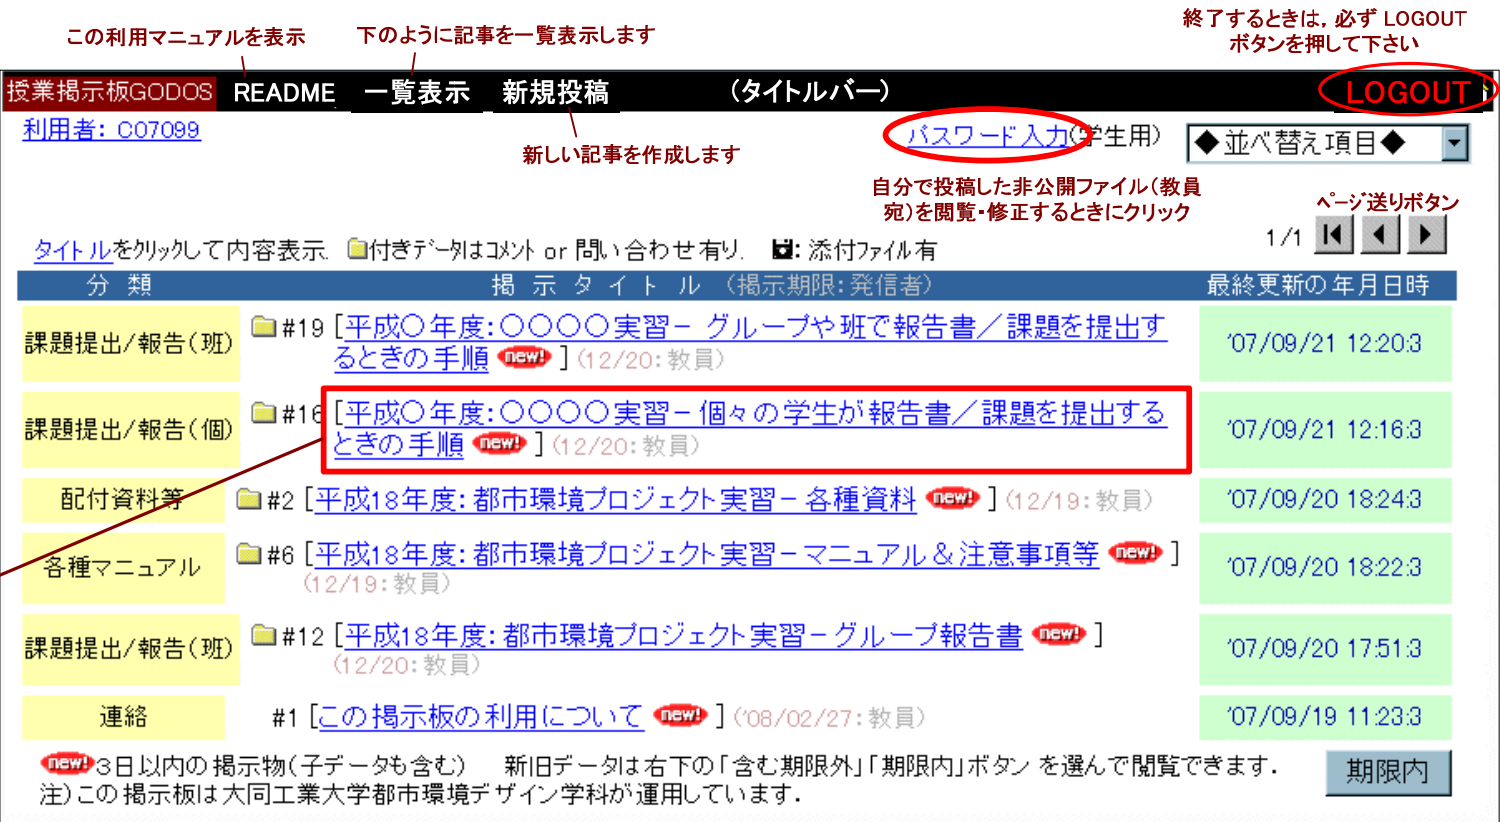 終了するときは, 必ず LOGOUT
この利用マニュアルを表示　下のように記事を一覧表示します
ボタンを押して下さい
授業掲示板GODOS README 一覧表示 新規投稿 （タイトルバー） LOGOUT
利用者: C07099
パスワード入力(学生用) ◆並べ替え項目◆
新しい記事を作成します
自分で投稿した非公開ファイル（教員
宛）を閲覧・修正するときにクリック
ページ送りボタン
1/1
タイトルをクリックして内容表示. 付きデータはコメント or 問い合わせ有り. : 添付ファイル有
分 類 掲 示 タ イ ト ル （掲示期限:発信者） 最終更新の年月日時
課題提出/報告(班) #19 [平成○年度:○○○○実習－ グループや班で報告書／課題を提出す
るときの手順 new! ] (12/20:教員) '07/09/21 12:20:3
課題提出/報告(個) #16 [平成○年度:○○○○実習－個々の学生が報告書／課題を提出する
ときの手順 new! ] (12/20:教員) '07/09/21 12:16:3
配付資料等 #2 [平成18年度:都市環境プロジェクト実習－各種資料 new! ] (12/19:教員) '07/09/20 18:24:3
各種マニュアル #6 [平成18年度:都市環境プロジェクト実習－マニュアル＆注意事項等 new! ]
(12/19:教員) '07/09/20 18:22:3
課題提出/報告(班) #12 [平成18年度:都市環境プロジェクト実習－グループ報告書 new! ]
(12/20:教員) '07/09/20 17:51:3
連絡 #1 [この掲示板の利用について new! ] ('08/02/27:教員) '07/09/19 11:23:3
new! 3日以内の掲示物(子データも含む)　新旧データは右下の「含む期限外」「期限内」ボタン を選んで閲覧できます. 期限内
注)この掲示板は大同工業大学都市環境デザイン学科が運用しています.